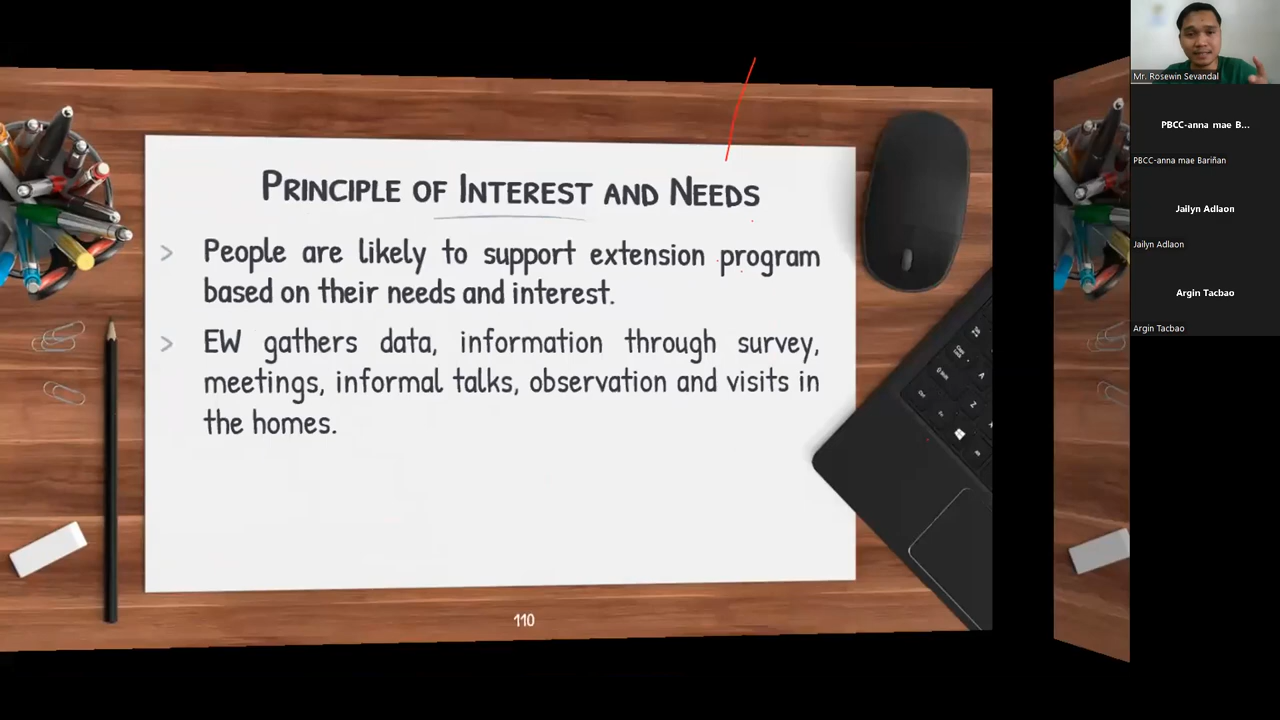 Principle of Interest and Needs
People are likely to support extension program
based on their needs and interest.
EW gathers data, information through survey,
meetings, informal talks, observation and visits in
the homes.
110
Mr. Rosewin Sevandal
PBCC-anna mae B...
PBCC-anna mae Bariñan
Jailyn Adlaon
Jailyn Adlaon
Argin Tacbao
Argin Tacbao